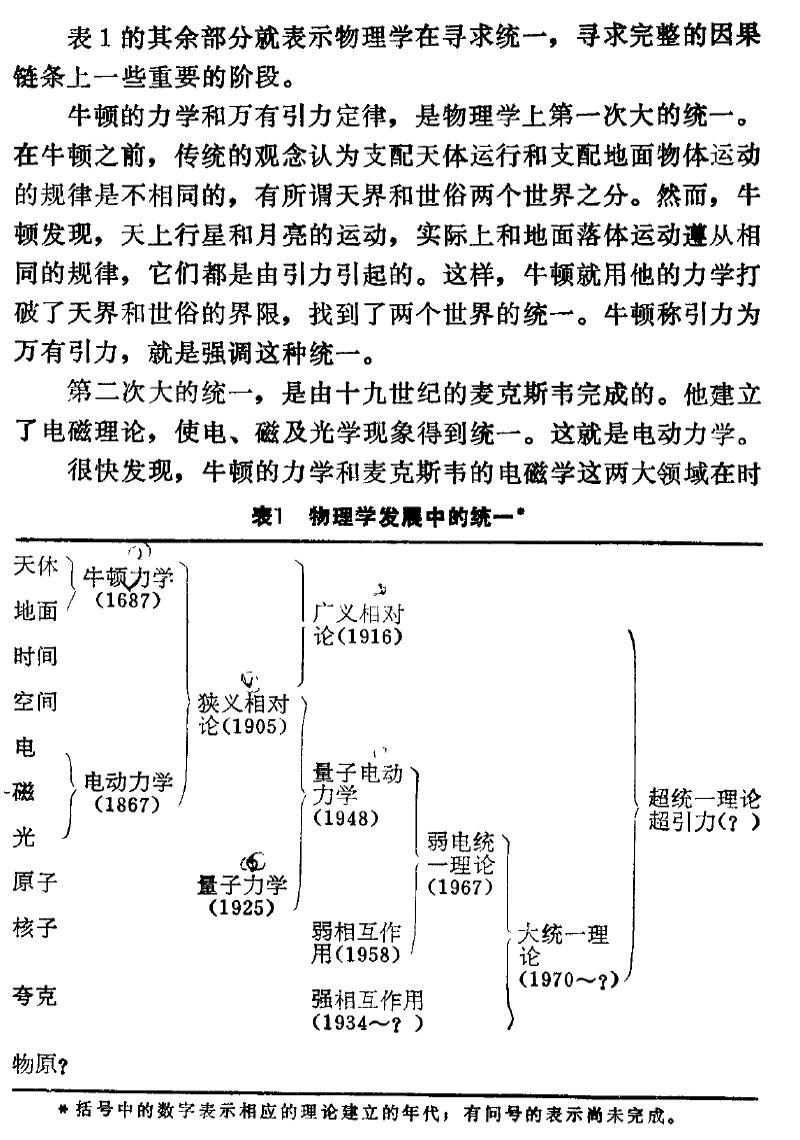 表1的其余部分就表示物理学在寻求统一，寻求完整的因果
链条上一些重要的阶段。
牛顿的力学和万有引力定律，是物理学上第一次大的统一。
在牛顿之前，传统的观念认为支配天体运行和支配地面物体运动
的规律是不相同的，有所谓天界和世俗两个世界之分。然而，牛
顿发现，天上行星和月亮的运动，实际上和地面落体运动遵从相
同的规律，它们都是由引力引起的。这样，牛顿就用他的力学打
破了天界和世俗的界限，找到了两个世界的统一。牛顿称引力为
万有引力，就是强调这种统一。
第二次大的统一，是由十九世纪的麦克斯韦完成的。他建立
了电磁理论，使电、磁及光学现象得到统一。这就是电动力学。
很快发现，牛顿的力学和麦克斯韦的电磁学这两大领域在时
表1 物理学发展中的统一*
天体
地面
时间
空间
电
磁
光
原子
核子
夸克
物原？
牛顿力学
(1687)
电动力学
(1867)
狭义相对
论(1905)
量子力学
(1925)
广义相对
论(1916)
量子电动
力学
(1948)
弱相互作
用(1958)
强相互作用
(1934～？)
弱电统
一理论
(1967)
大统一理
论
(1970～？)
超统一理论
超引力(？)
*括号中的数字表示相应的理论建立的年代；有问号的表示尚未完成。